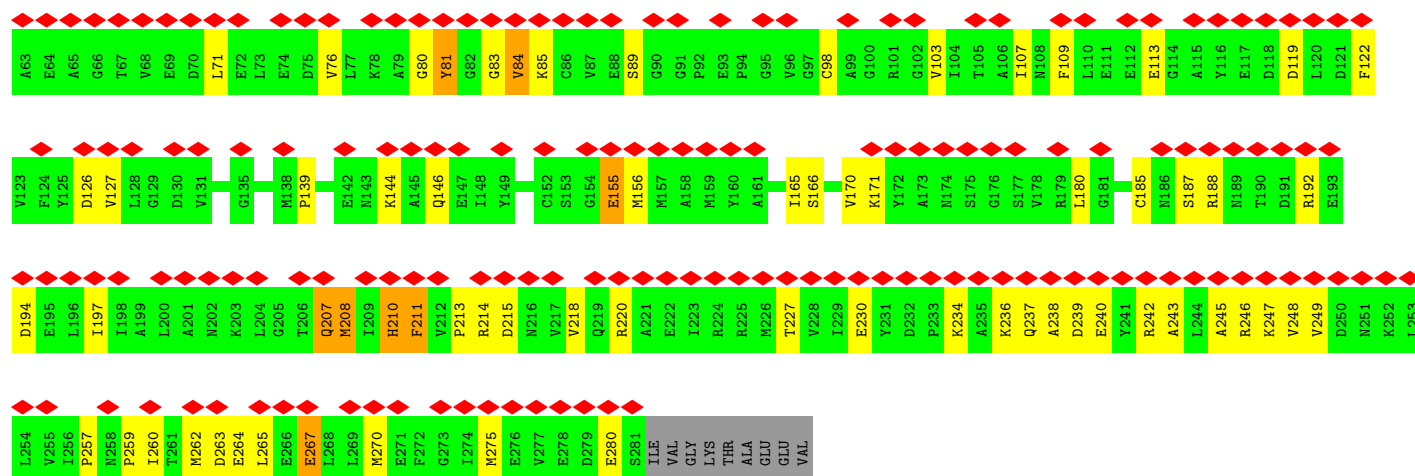 A63 E64 A65 G66 T67 V68 E69 D70 L71 E72 L73 E74 D75 V76 L77 K78 A79 G80 Y81 G82 G83 V84 K85 C86 V87 E88 S89 G90 G91 P92 E93 P94 G95 V96 G97 C98 A99 G100 R101 G102 V103 I104 T105 A106 I107 N108 F109 L110 E111 E112 E113 G114 A115 Y116 E117 D118 D119 L120 D121 F122
V123 F124 Y125 D126 V127 L128 G129 D130 V131 G135 M138 P139 E142 N143 K144 A145 Q146 E147 I148 Y149 C152 S153 G154 E155 M156 M157 A158 M159 Y160 A161 I165 S166 V170 K171 Y172 A173 N174 S175 G176 S177 V178 R179 L180 G181 C185 N186 S187 R188 N189 T190 D191 R192 E193
D194 E195 L196 I197 I198 A199 L200 A201 N202 K203 L204 G205 T206 Q207 M208 I209 H210 F211 V212 P213 R214 D215 N216 V217 V218 Q219 R220 A221 E222 I223 R224 R225 M226 T227 V228 I229 E230 Y231 D232 P233 K234 A235 K236 Q237 A238 D239 E240 Y241 R242 A243 L244 A245 R246 K247 V248 V249 D250 N251 K252 L253
L254 V255 I256 P257 N258 P259 I260 T261 M262 D263 E264 L265 E266 E267 L268 L269 M270 E271 F272 G273 I274 M275 E276 V277 E278 D279 E280 S281 ILE VAL GLY LYS THR ALA GLU GLU VAL